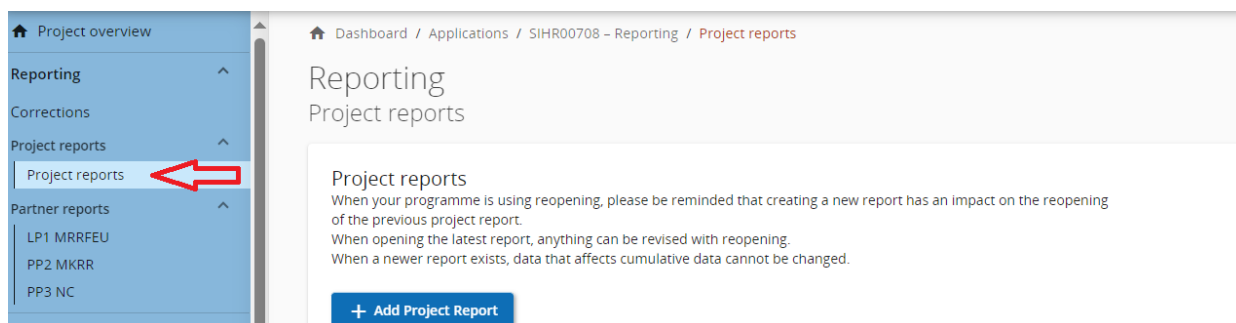 Project overview
Reporting
Corrections
Project reports
Project reports
Partner reports
LP1 MRRFEU
PP2 MKRR
PP3 NC
Dashboard / Applications / SIHR00708 – Reporting / Project reports
Reporting
Project reports
Project reports
When your programme is using reopening, please be reminded that creating a new report has an impact on the reopening
of the previous project report.
When opening the latest report, anything can be revised with reopening.
When a newer report exists, data that affects cumulative data cannot be changed.
+ Add Project Report